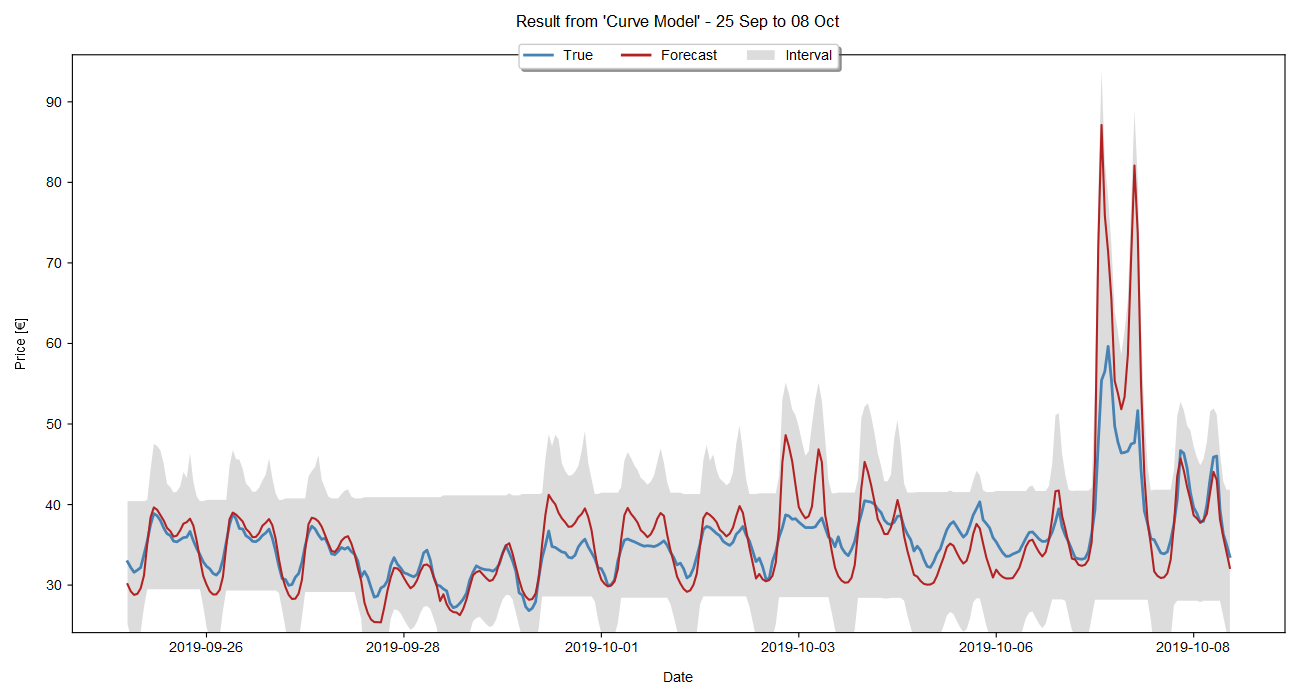 Result from 'Curve Model' - 25 Sep to 08 Oct
True Forecast Interval
90
80
70
60
50
40
30
Price [€]
2019-09-26 2019-09-28 2019-10-01 2019-10-03 2019-10-06 2019-10-08
Date